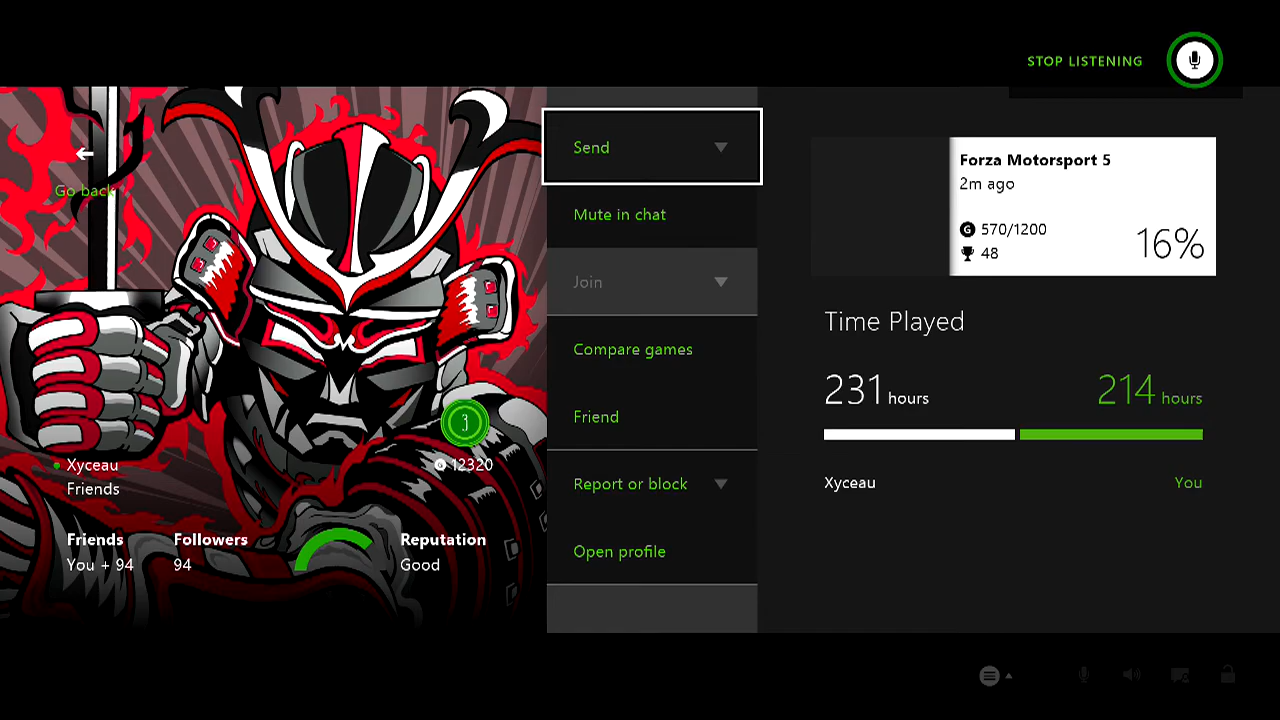 STOP LISTENING
Go back
Xyceau
Friends
3
G 12320
Friends
You + 94
Followers
94
Reputation
Good
Send
Mute in chat
Join
Compare games
Friend
Report or block
Open profile
Forza Motorsport 5
2m ago
G 570/1200
48
16%
Time Played
231 hours
214 hours
Xyceau
You